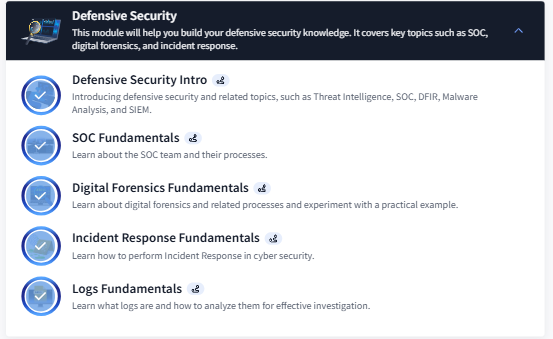 Defensive Security
This module will help you build your defensive security knowledge. It covers key topics such as SOC,
digital forensics, and incident response.
Defensive Security Intro
Introducing defensive security and related topics, such as Threat Intelligence, SOC, DFIR, Malware
Analysis, and SIEM.
SOC Fundamentals
Learn about the SOC team and their processes.
Digital Forensics Fundamentals
Learn about digital forensics and related processes and experiment with a practical example.
Incident Response Fundamentals
Learn how to perform Incident Response in cyber security.
Logs Fundamentals
Learn what logs are and how to analyze them for effective investigation.